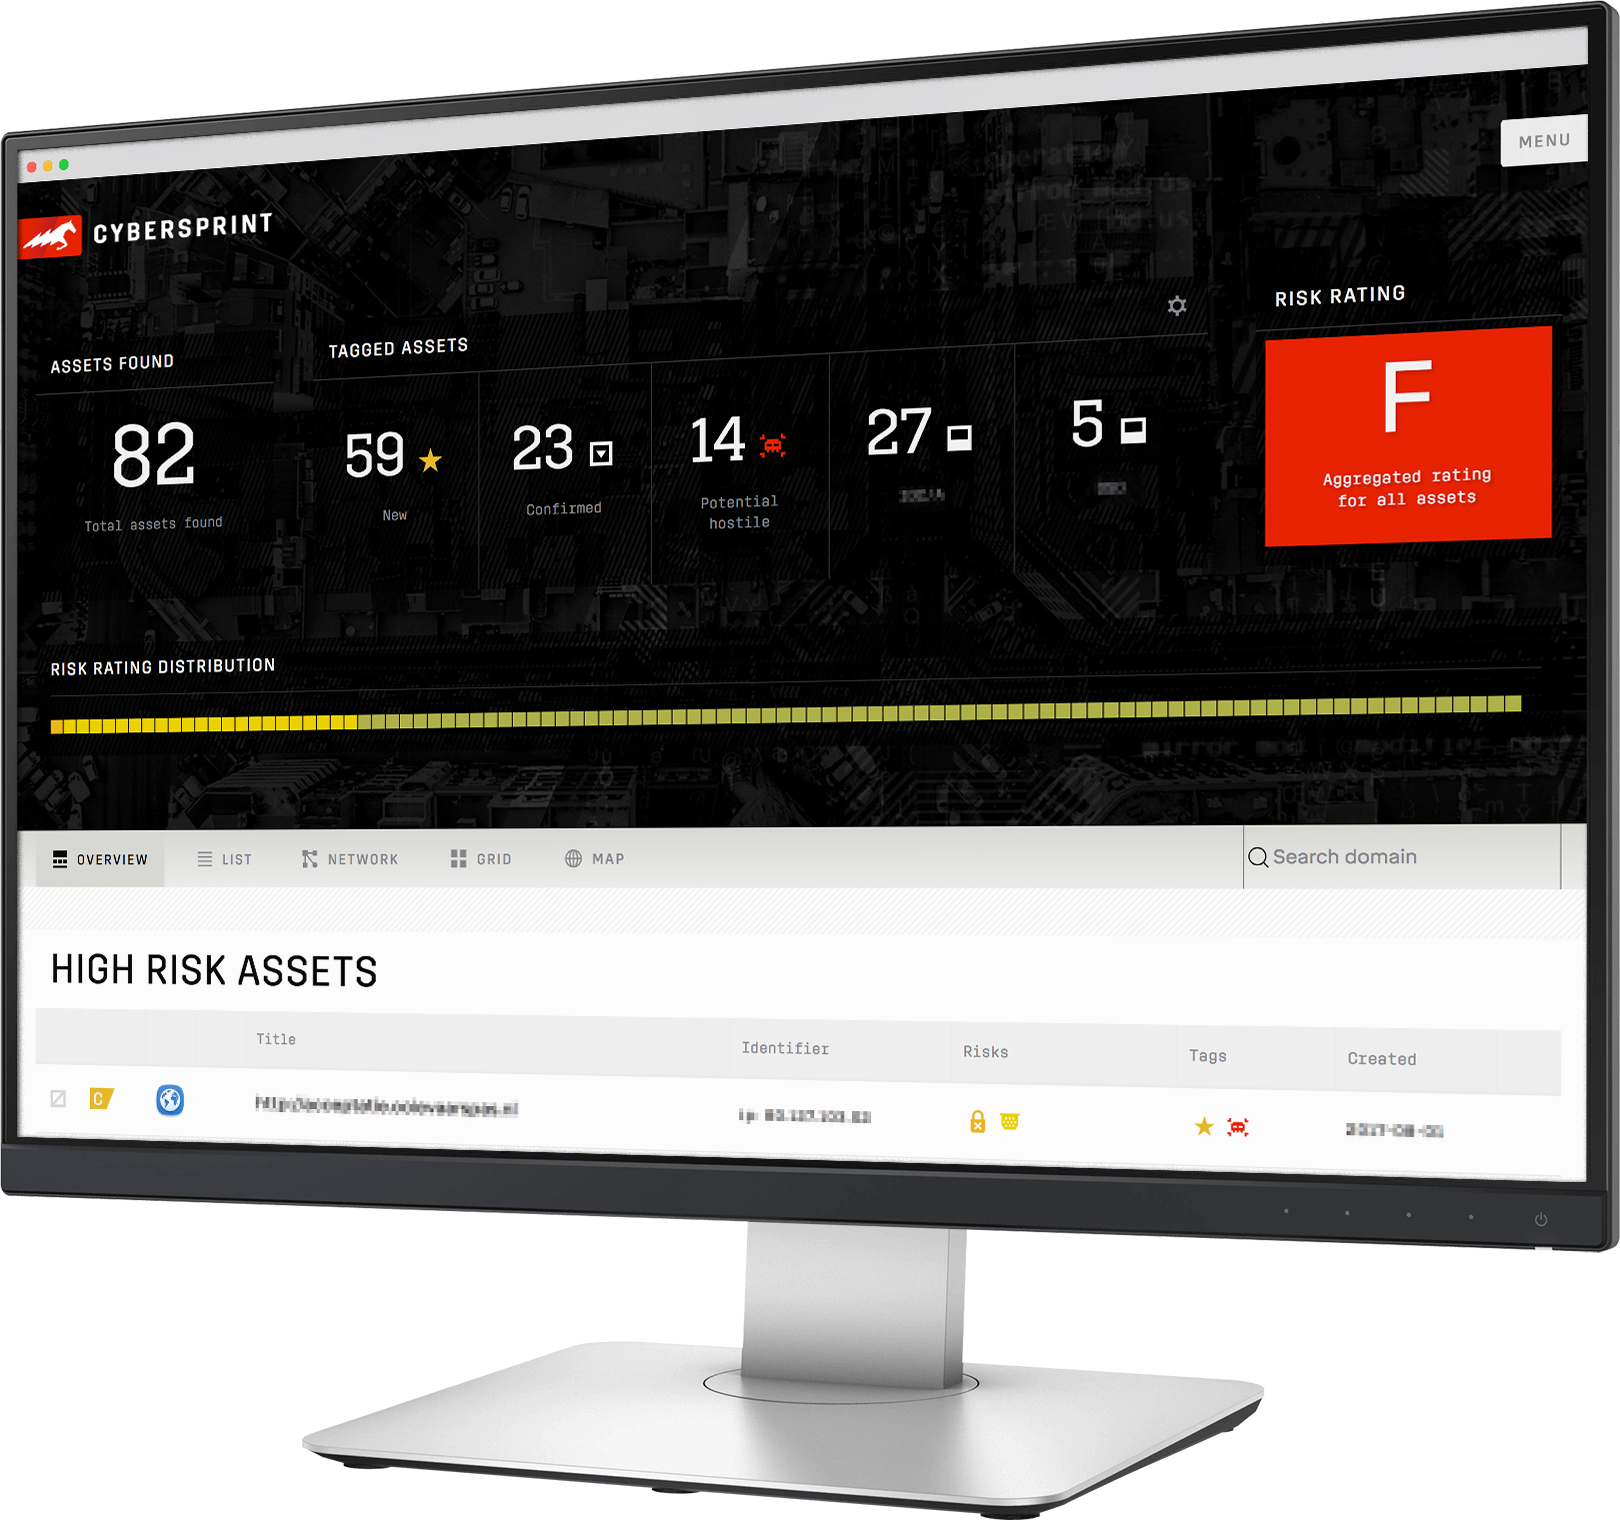 MENU
CYBERSPRINT
RISK RATING
ASSETS FOUND
TAGGED ASSETS
82
Total assets found
59
New
23
Confirmed
14
Potential
hostile
27
5
F
Aggregated rating
for all assets
RISK RATING DISTRIBUTION
OVERVIEW
LIST
NETWORK
GRID
MAP
Search domain
HIGH RISK ASSETS
Title
Identifier
Risks
Tags
Created
C